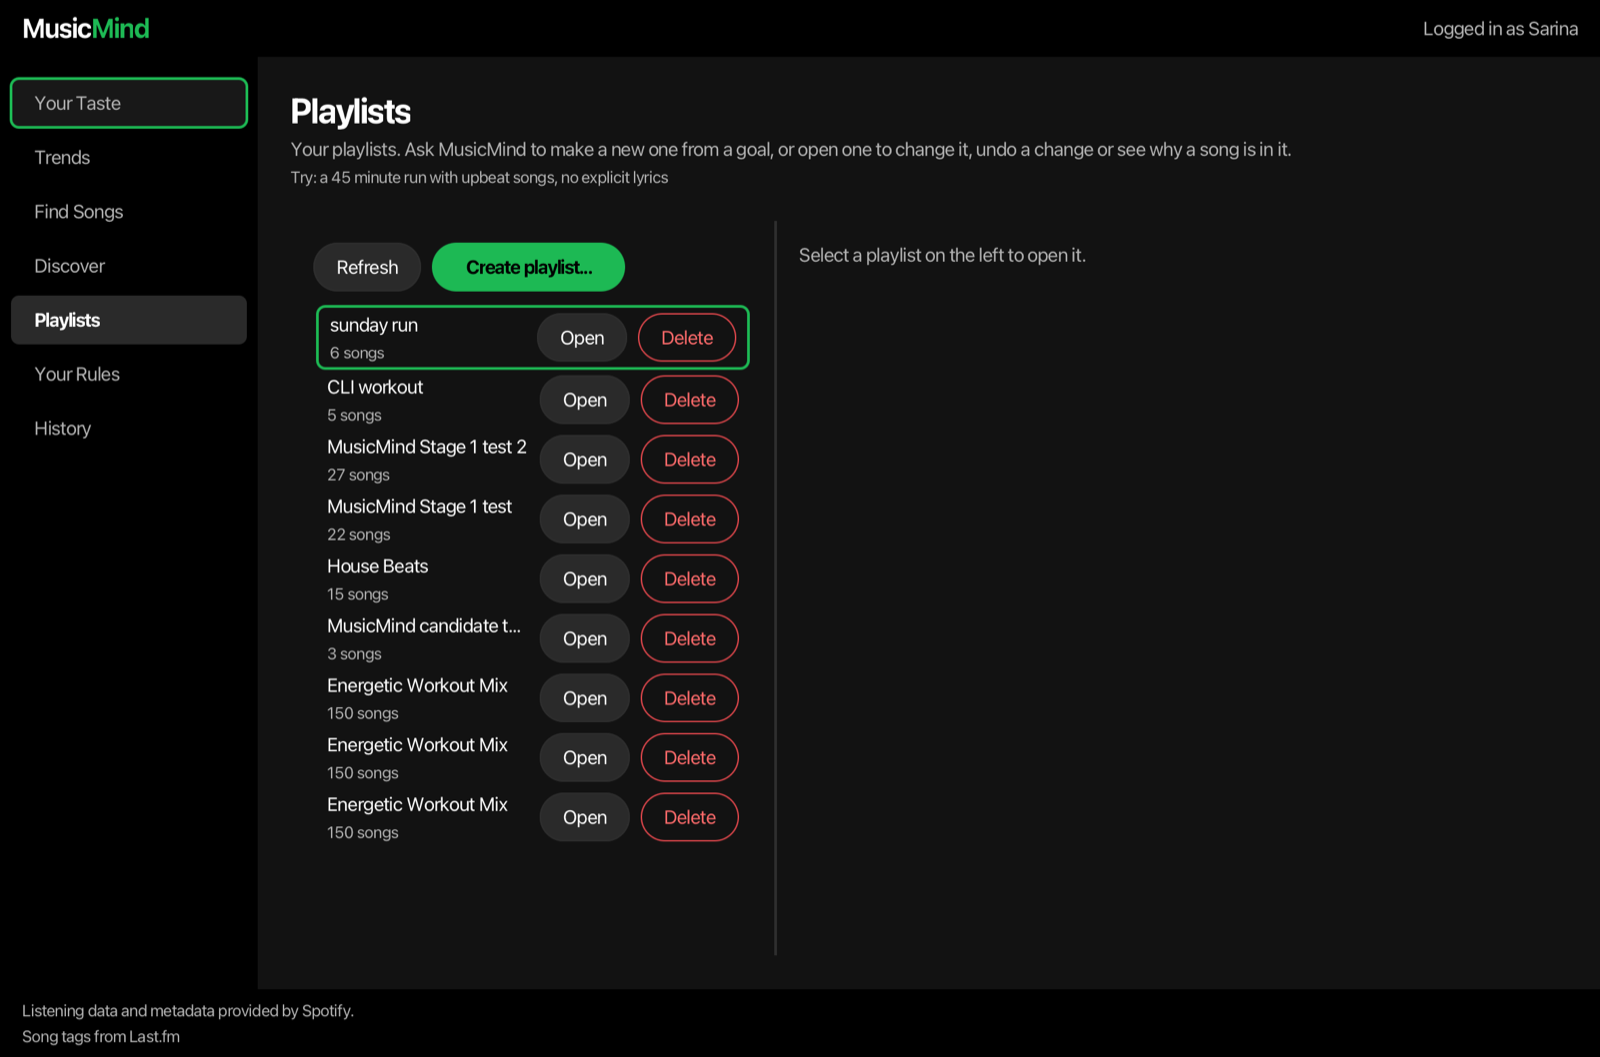 MusicMind
Logged in as Sarina
Your Taste
Trends
Find Songs
Discover
Playlists
Your Rules
History
Playlists
Your playlists. Ask MusicMind to make a new one from a goal, or open one to change it, undo a change or see why a song is in it.
Try: a 45 minute run with upbeat songs, no explicit lyrics
Refresh
Create playlist...
sunday run
6 songs
Open
Delete
CLI workout
5 songs
Open
Delete
MusicMind Stage 1 test 2
27 songs
Open
Delete
MusicMind Stage 1 test
22 songs
Open
Delete
House Beats
15 songs
Open
Delete
MusicMind candidate t...
3 songs
Open
Delete
Energetic Workout Mix
150 songs
Open
Delete
Energetic Workout Mix
150 songs
Open
Delete
Energetic Workout Mix
150 songs
Open
Delete
Select a playlist on the left to open it.
Listening data and metadata provided by Spotify.
Song tags from Last.fm